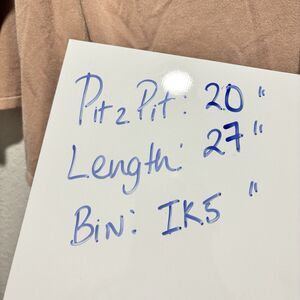 Pit 2 Pit: 20"
Length: 27"
BiN: IK5 "